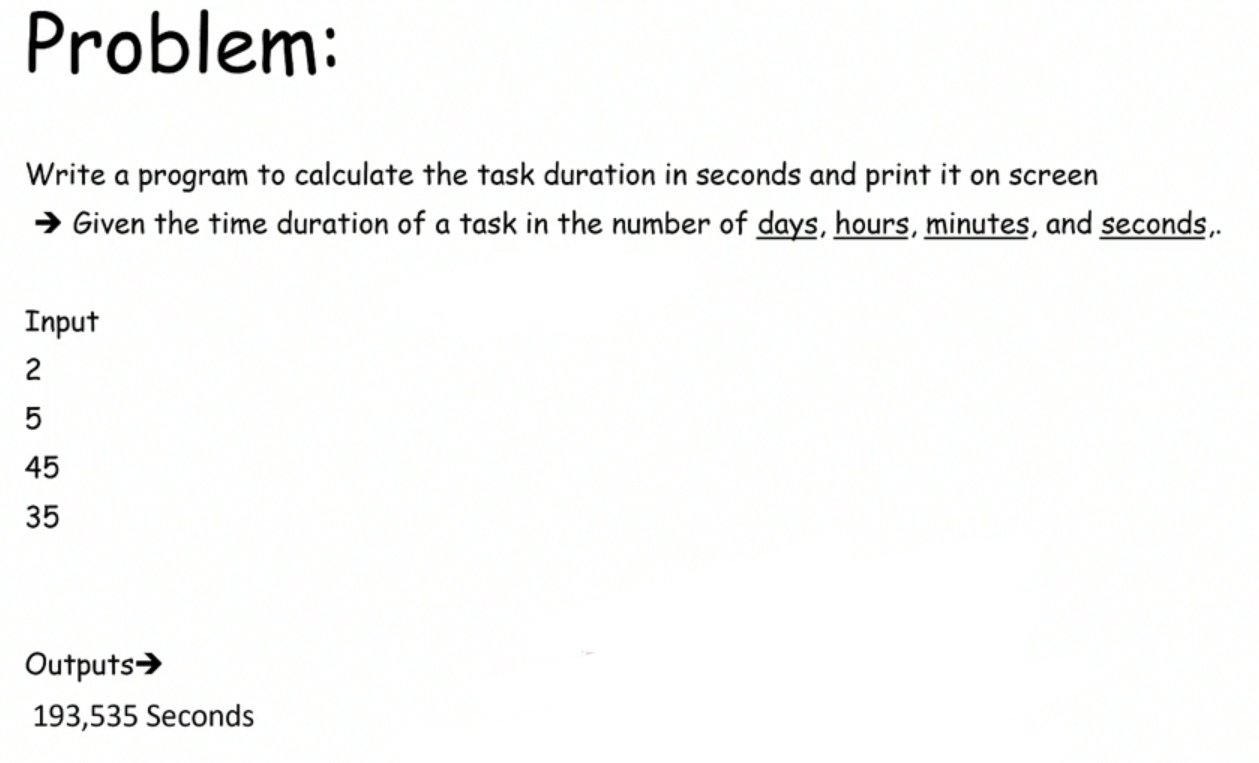 Problem:
Write a program to calculate the task duration in seconds and print it on screen
➔ Given the time duration of a task in the number of days, hours, minutes, and seconds,.
Input
2
5
45
35
Outputs➔
193,535 Seconds